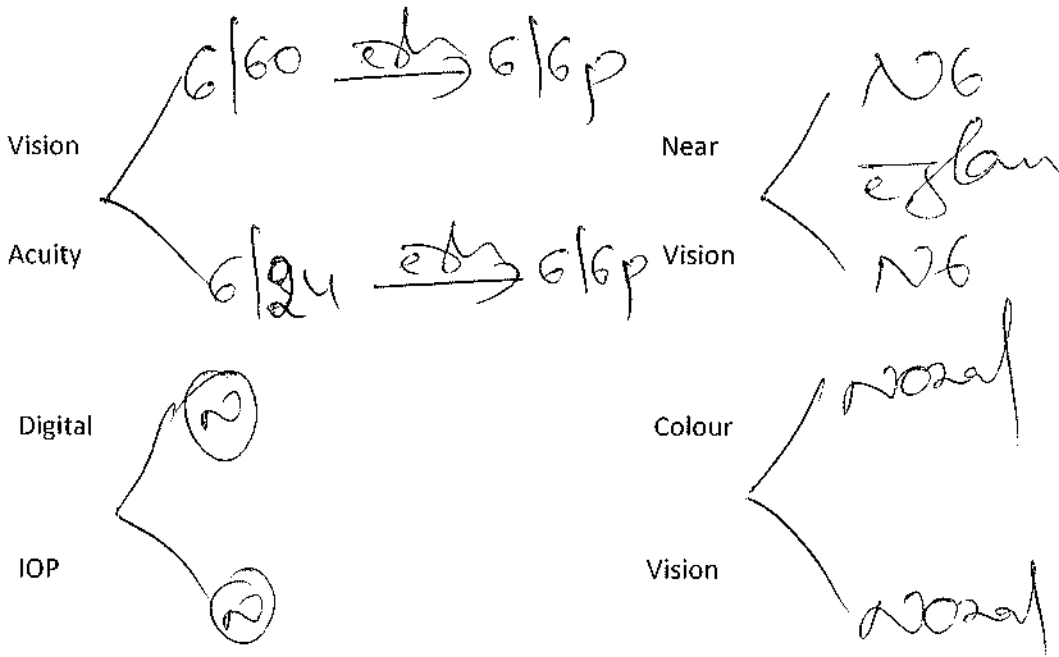 6/60 → 6/6p
Vision
Acuity
6/24 → 6/6p
Near
Vision
N6
N6
Digital
IOP
N
N
Colour
Vision
Normal
Normal